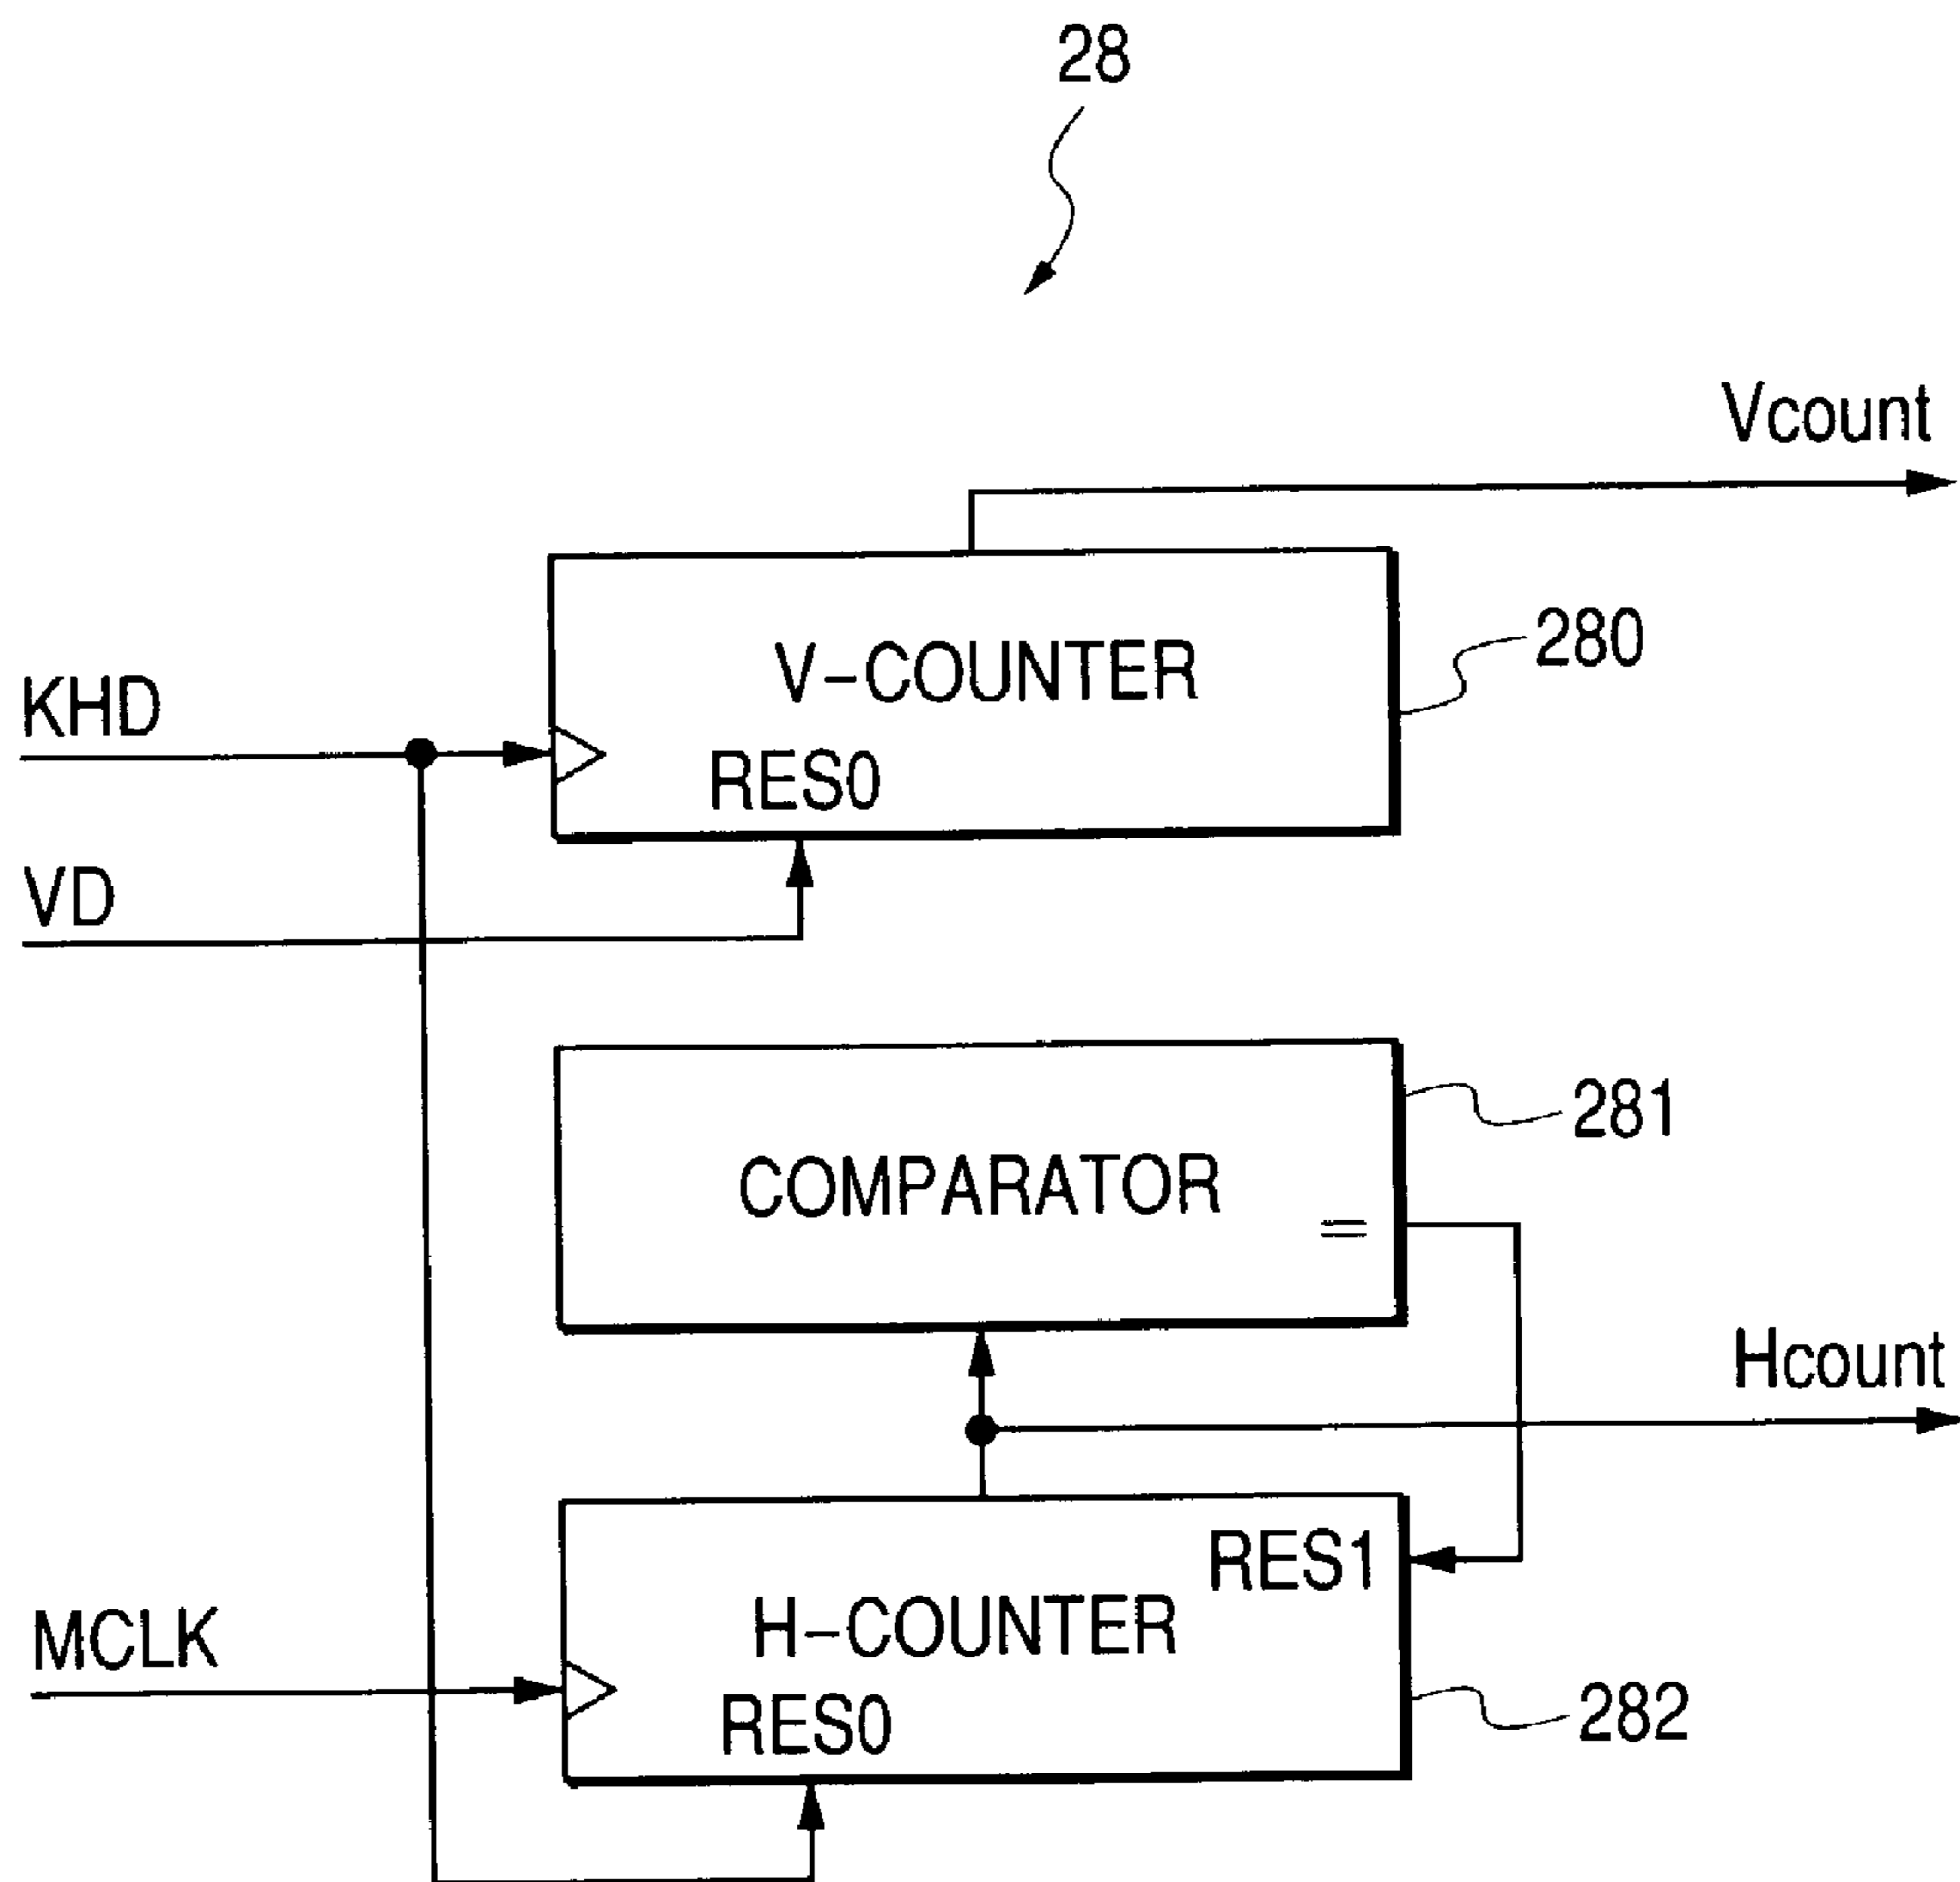 28
Vcount
V-COUNTER
280
KHD
RES0
VD
281
COMPARATOR
=
Hcount
RES1
H-COUNTER
MCLK
RES0
282